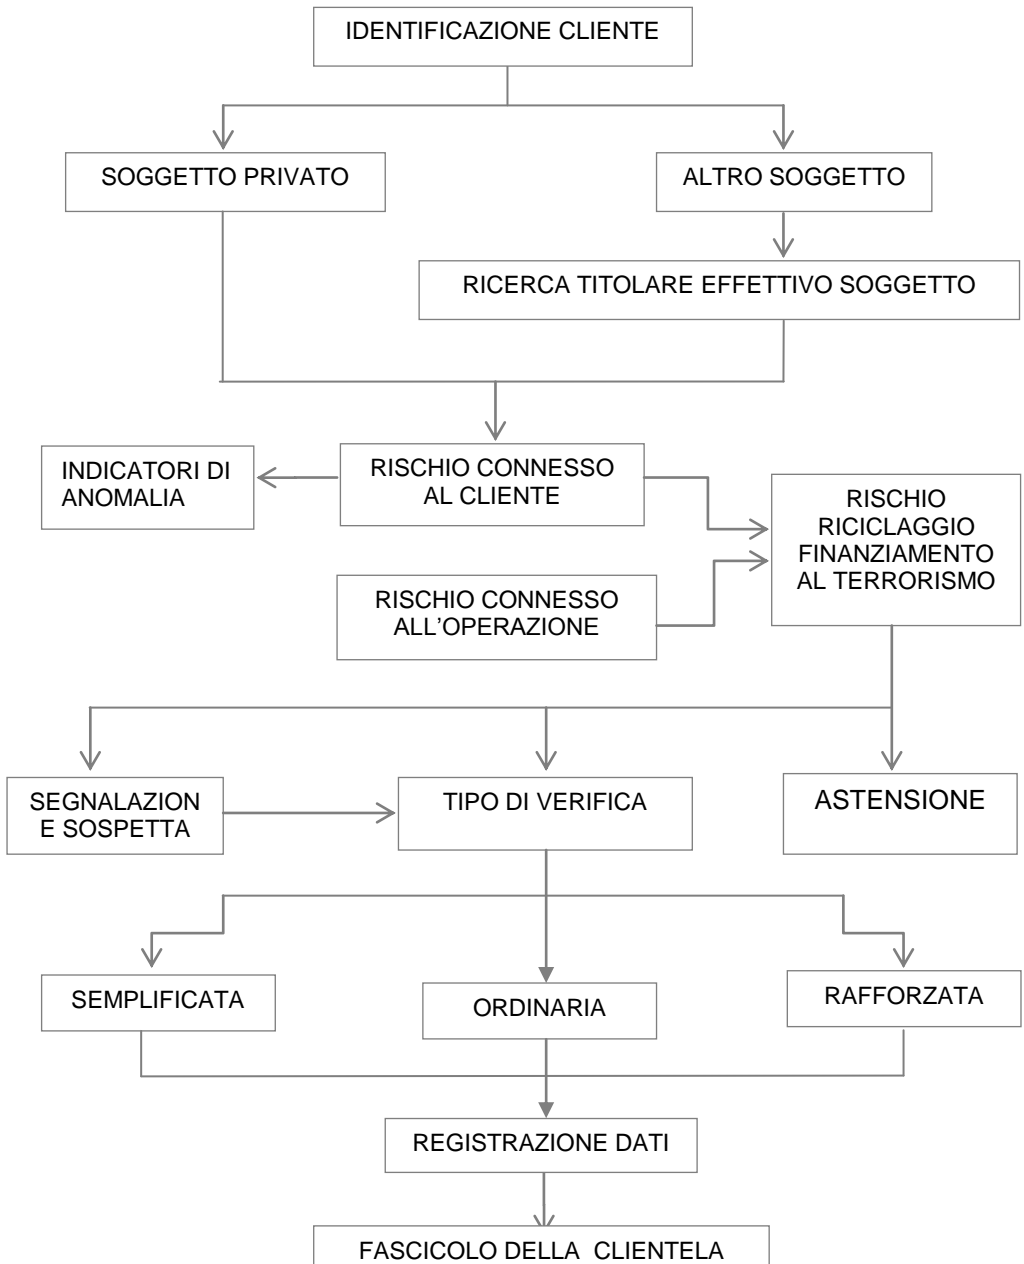 IDENTIFICAZIONE CLIENTE
SOGGETTO PRIVATO
ALTRO SOGGETTO
RICERCA TITOLARE EFFETTIVO SOGGETTO
INDICATORI DI
ANOMALIA
RISCHIO CONNESSO
AL CLIENTE
RISCHIO
RICICLAGGIO
FINANZIAMENTO
AL TERRORISMO
RISCHIO CONNESSO
ALL’OPERAZIONE
SEGNALAZION
E SOSPETTA
TIPO DI VERIFICA
ASTENSIONE
SEMPLIFICATA
ORDINARIA
RAFFORZATA
REGISTRAZIONE DATI
FASCICOLO DELLA CLIENTELA